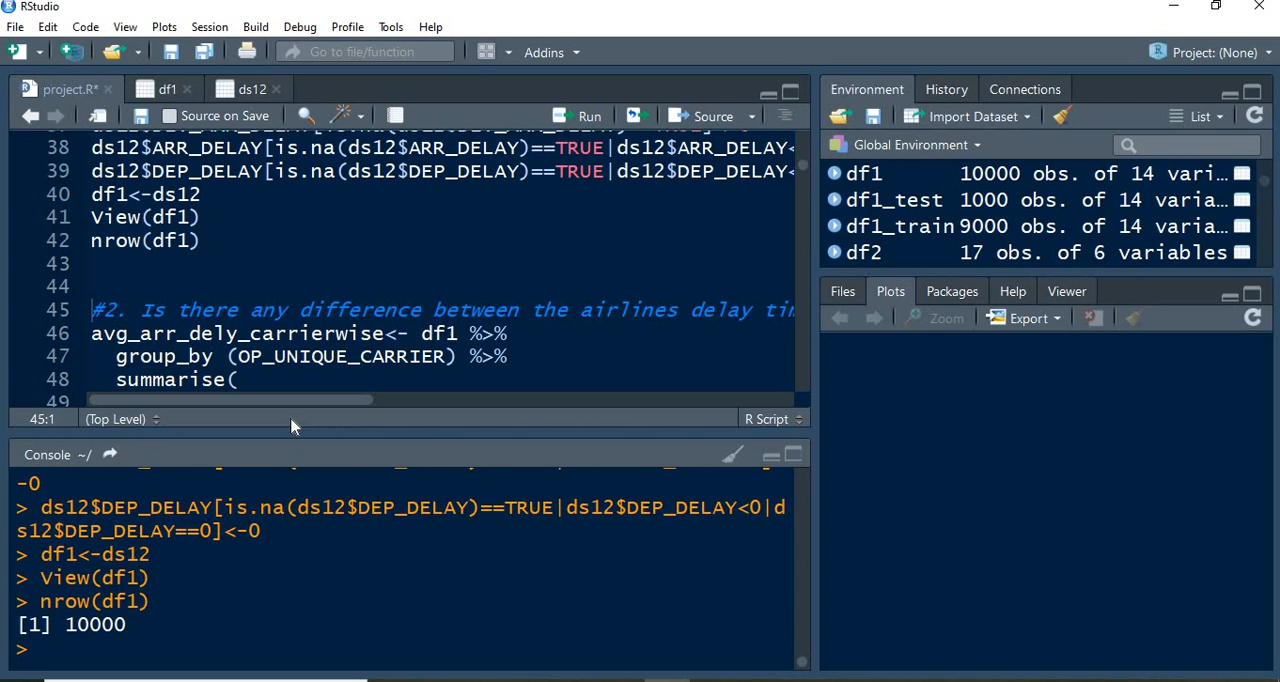 RStudio
File Edit Code View Plots Session Build Debug Profile Tools Help
Go to file/function Addins Project: (None)
project.R* df1 ds12
Source on Save Run Source
38 ds12$ARR_DELAY[is.na(ds12$ARR_DELAY)==TRUE|ds12$ARR_DELAY<
39 ds12$DEP_DELAY[is.na(ds12$DEP_DELAY)==TRUE|ds12$DEP_DELAY<
40 df1<-ds12
41 View(df1)
42 nrow(df1)
43
44
45 #2. Is there any difference between the airlines delay
46 avg_arr_dely_carrierwise<- df1 %>%
47 group_by (OP_UNIQUE_CARRIER) %>%
48 summarise(
49
45:1 (Top Level) R Script
Console ~/
-0
> ds12$DEP_DELAY[is.na(ds12$DEP_DELAY)==TRUE|ds12$DEP_DELAY<0|d
s12$DEP_DELAY==0]<-0
> df1<-ds12
> View(df1)
> nrow(df1)
[1] 10000
>
Environment History Connections
Import Dataset List
Global Environment
df1 10000 obs. of 14 vari...
df1_test 1000 obs. of 14 varia...
df1_train 9000 obs. of 14 varia...
df2 17 obs. of 6 variables
Files Plots Packages Help Viewer
Zoom Export